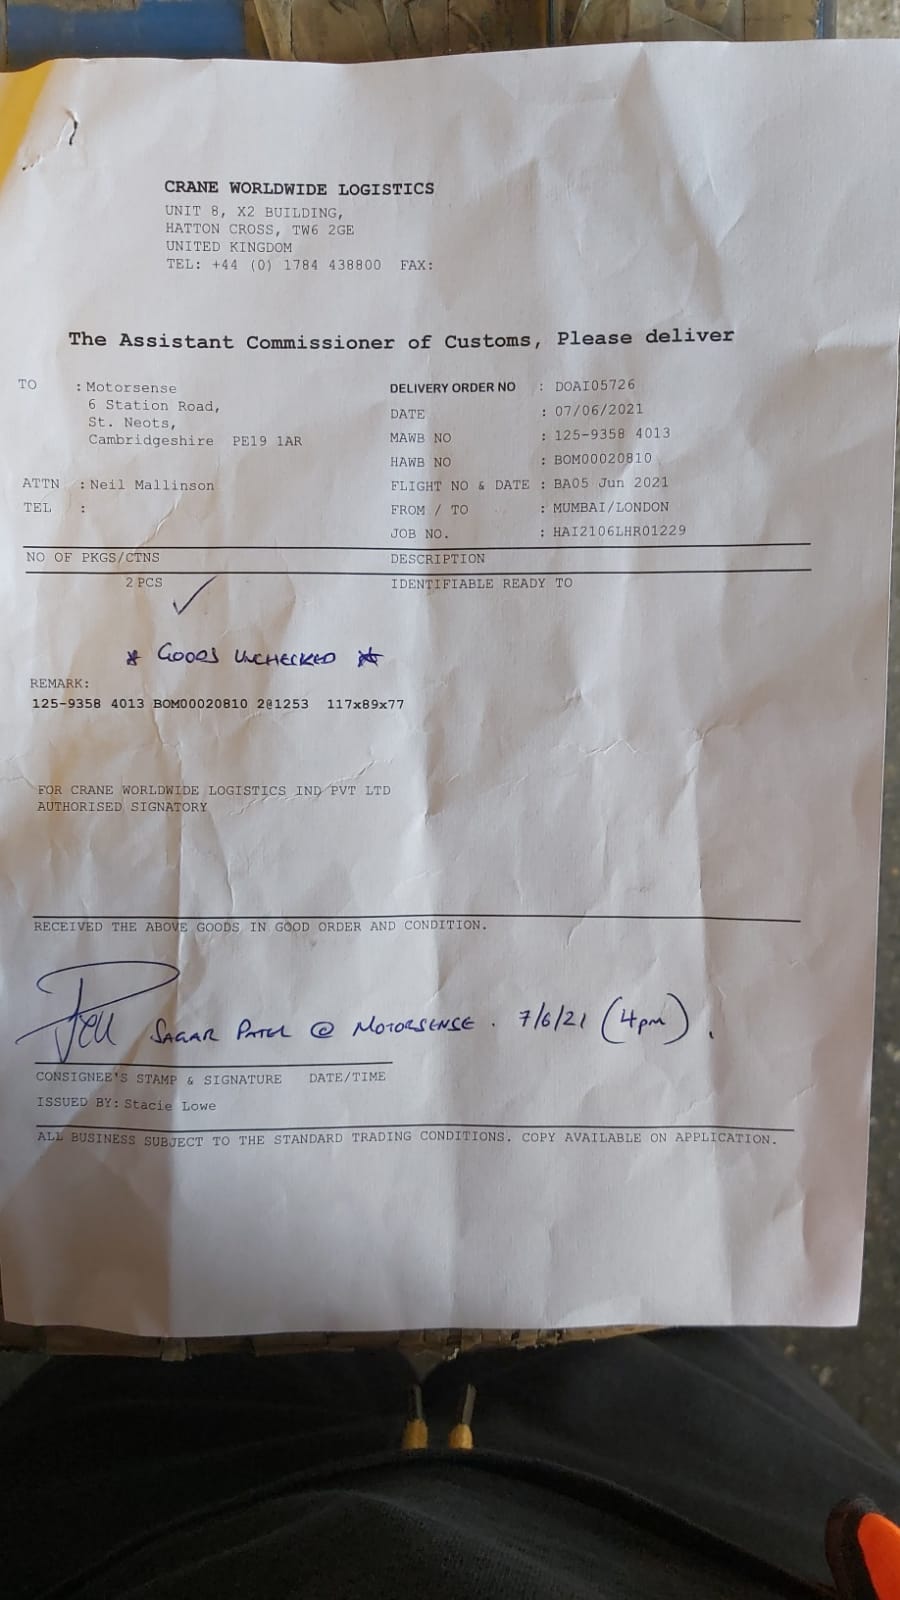 CRANE WORLDWIDE LOGISTICS
UNIT 8, X2 BUILDING,
HATTON CROSS, TW6 2GE
UNITED KINGDOM
TEL: +44 (0) 1784 438800 FAX:
The Assistant Commissioner of Customs, Please deliver
TO : Motorsense
6 Station Road,
St. Neots,
Cambridgeshire PE19 1AR
ATTN : Neil Mallinson
TEL :
DELIVERY ORDER NO : DOAI05726
DATE : 07/06/2021
MAWB NO : 125-9358 4013
HAWB NO : BOM00020810
FLIGHT NO & DATE : BA05 Jun 2021
FROM / TO : MUMBAI/LONDON
JOB NO. : HAI2106LHR01229
NO OF PKGS/CTNS DESCRIPTION
2 PCS IDENTIFIABLE READY TO
* GOODS UNCHECKED *
REMARK:
125-9358 4013 BOM00020810 2@1253 117x89x77
FOR CRANE WORLDWIDE LOGISTICS IND PVT LTD
AUTHORISED SIGNATORY
RECEIVED THE ABOVE GOODS IN GOOD ORDER AND CONDITION.
SAGAR PATEL @ MOTORSENSE. 7/6/21 (4pm).
CONSIGNEE'S STAMP & SIGNATURE DATE/TIME
ISSUED BY: Stacie Lowe
ALL BUSINESS SUBJECT TO THE STANDARD TRADING CONDITIONS. COPY AVAILABLE ON APPLICATION.